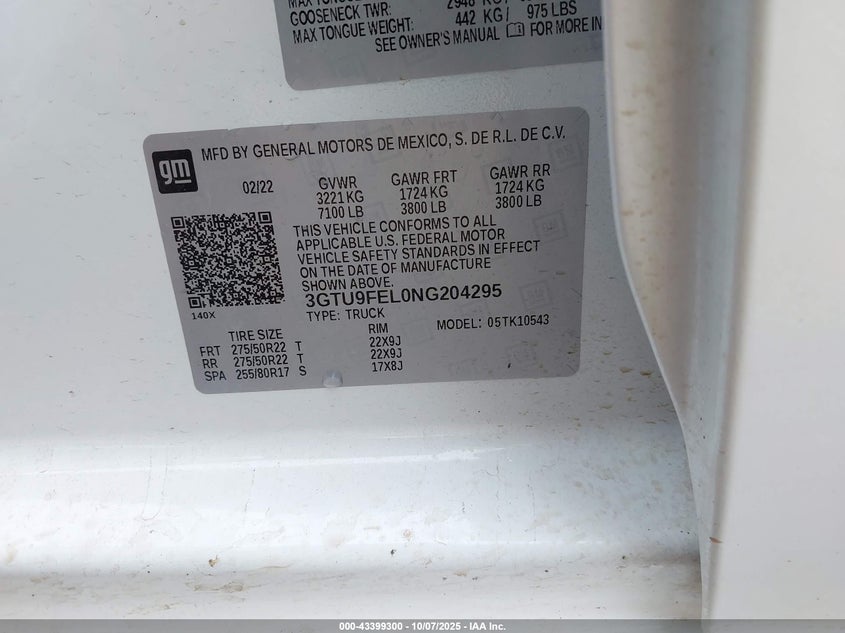 MAX TONGUE
GOOSENECK TWR: 2948 KG /
MAX TONGUE WEIGHT: 442 KG/ 975 LBS
SEE OWNER'S MANUAL FOR MORE IN
gm
MFD BY GENERAL MOTORS DE MEXICO, S. DE R.L. DE C.V.
02/22 GVWR GAWR FRT GAWR RR
3221 KG 1724 KG 1724 KG
7100 LB 3800 LB 3800 LB
THIS VEHICLE CONFORMS TO ALL
APPLICABLE U.S. FEDERAL MOTOR
VEHICLE SAFETY STANDARDS IN EFFECT
ON THE DATE OF MANUFACTURE
SHOWN ABOVE.
140X
3GTU9FEL0NG204295
TYPE: TRUCK MODEL: 05TK10543
TIRE SIZE RIM
FRT 275/50R22 T 22X9J
RR 275/50R22 T 22X9J
SPA 255/80R17 S 17X8J
000-43399300 - 10/07/2025 - IAA Inc.